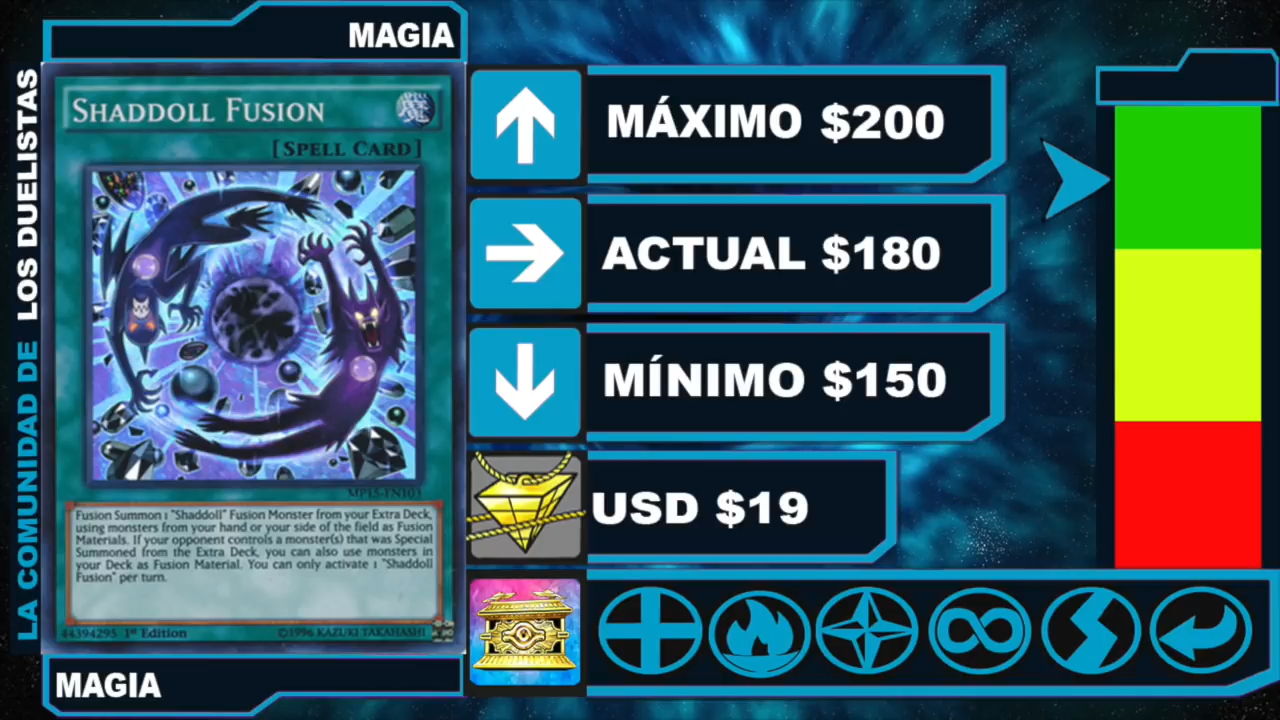 MAGIA
LA COMUNIDAD DE LOS DUELISTAS
SHADDOLL FUSION
[SPELL CARD]
MP15-EN103
Fusion Summon 1 "Shaddoll" Fusion Monster from your Extra Deck,
using monsters from your hand or your side of the field as Fusion
Materials. If your opponent controls a monster(s) that was Special
Summoned from the Extra Deck, you can also use monsters in
your Deck as Fusion Material. You can only activate 1 "Shaddoll
Fusion" per turn.
44394295 1st Edition
©1996 KAZUKI TAKAHASHI
MAGIA
MÁXIMO $200
ACTUAL $180
MÍNIMO $150
USD $19